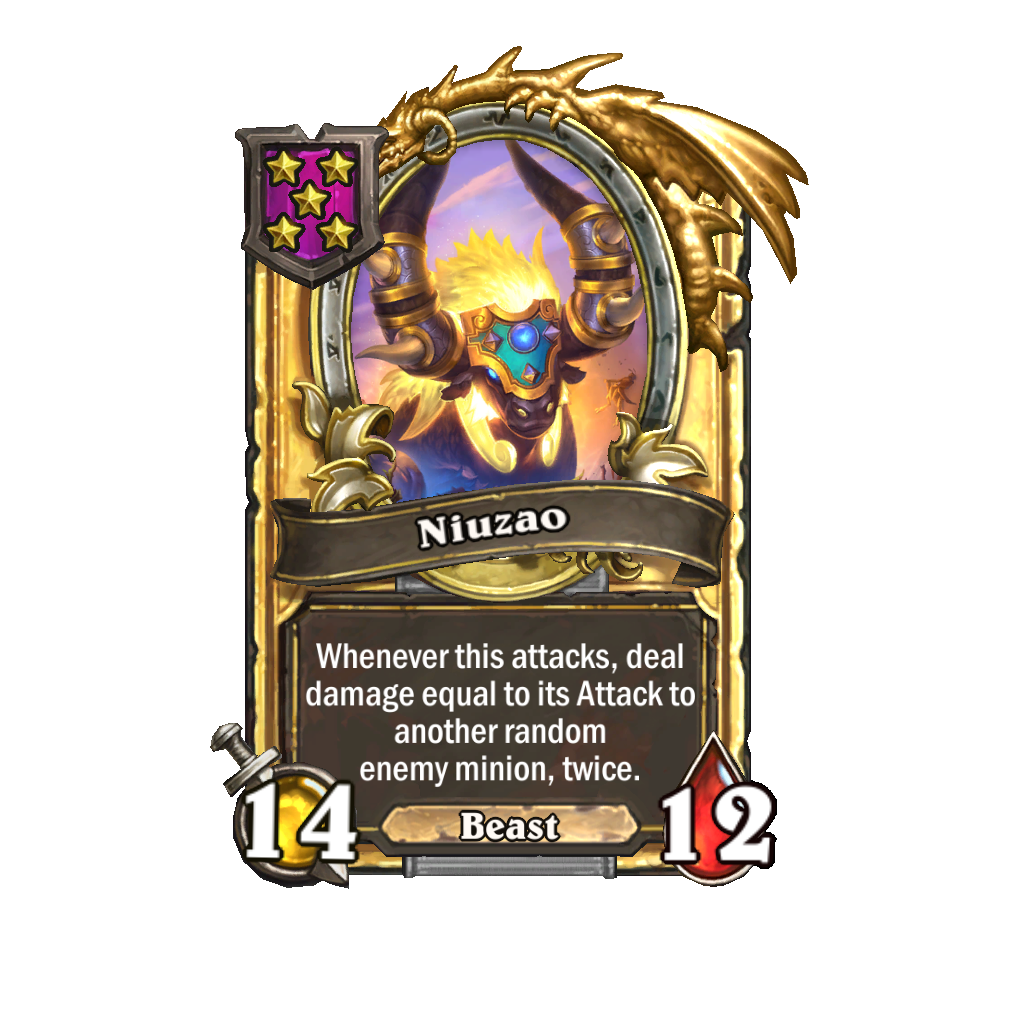 Niuzao
Whenever this attacks, deal
damage equal to its Attack to
another random
enemy minion, twice.
14
Beast
12